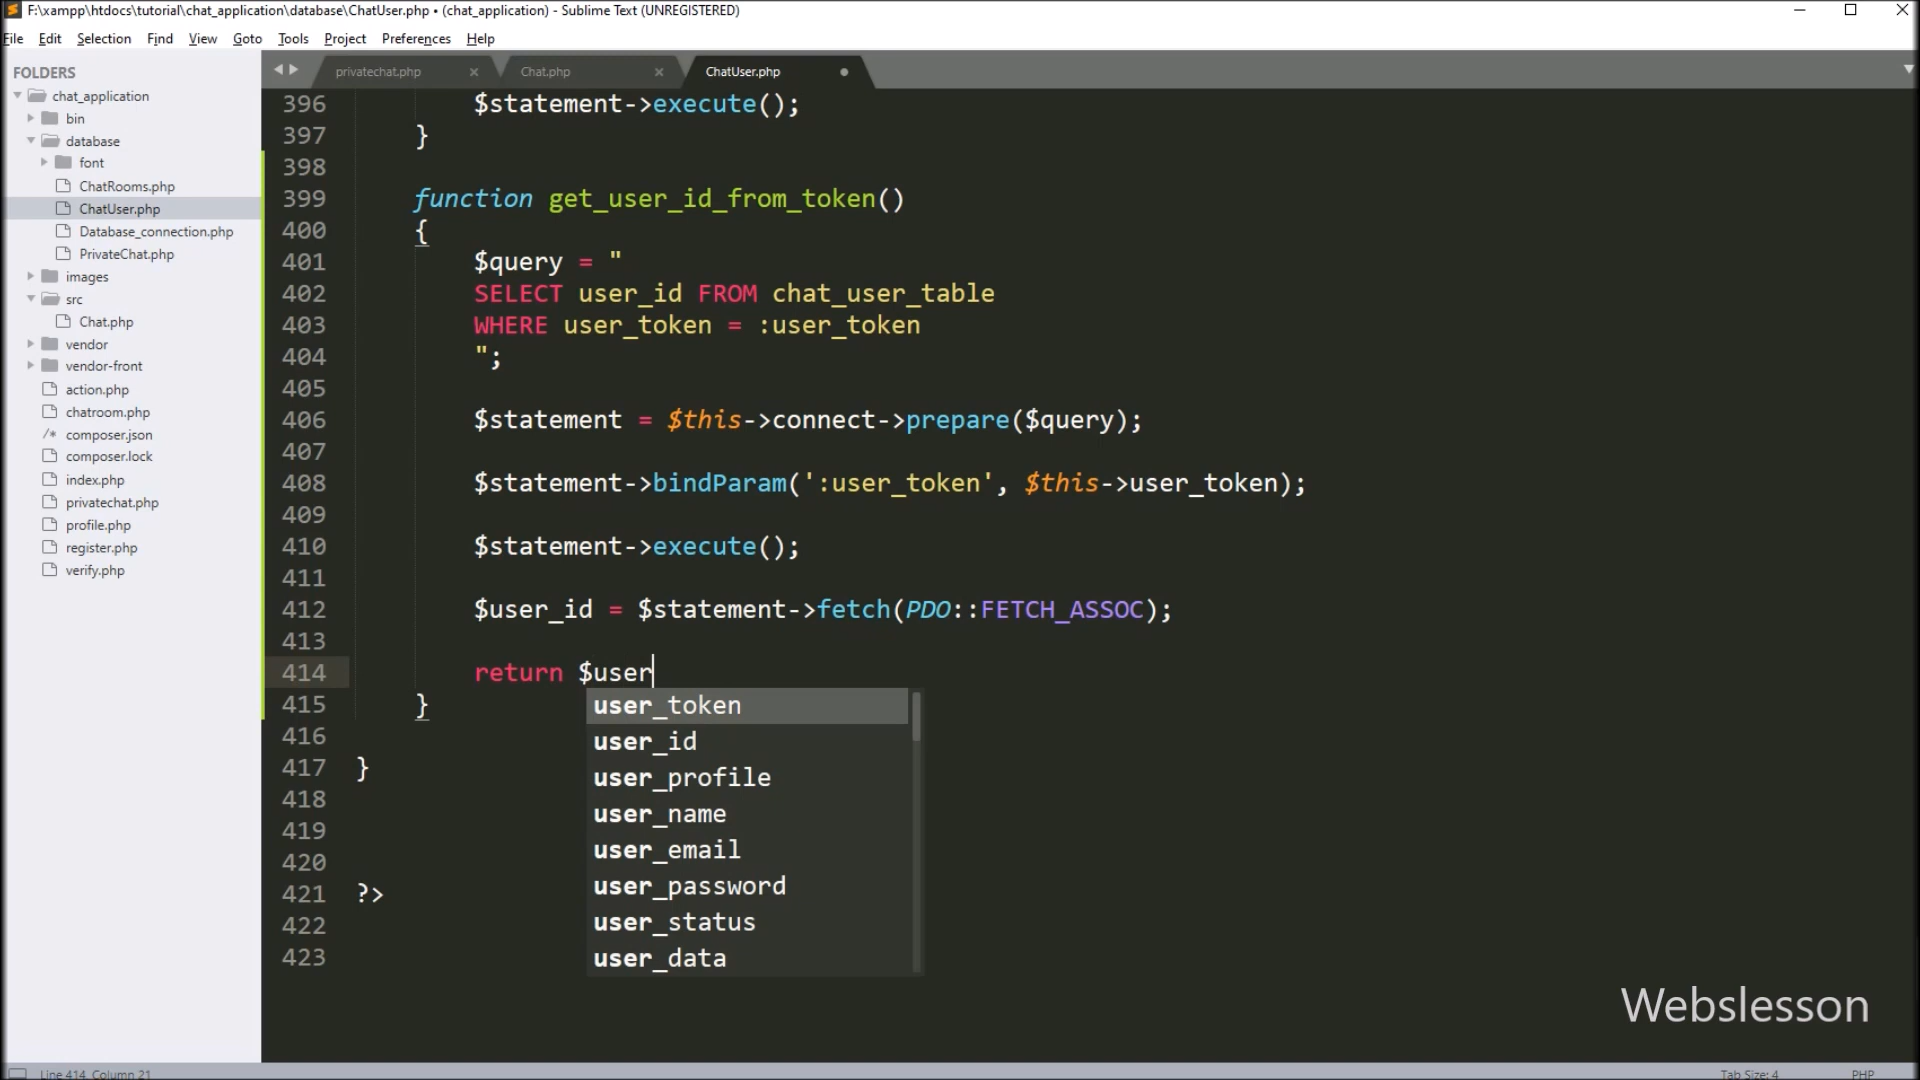 F:\xampp\htdocs\tutorial\chat_application\database\ChatUser.php • (chat_application) - Sublime Text (UNREGISTERED)
File Edit Selection Find View Goto Tools Project Preferences Help
FOLDERS
chat_application
bin
database
font
ChatRooms.php
ChatUser.php
Database_connection.php
PrivateChat.php
images
src
Chat.php
vendor
vendor-front
action.php
chatroom.php
/* composer.json
composer.lock
index.php
privatechat.php
profile.php
register.php
verify.php
privatechat.php × Chat.php × ChatUser.php
396 $statement->execute();
397 }
398
399 function get_user_id_from_token()
400 {
401 $query = "
402 SELECT user_id FROM chat_user_table
403 WHERE user_token = :user_token
404 ";
405
406 $statement = $this->connect->prepare($query);
407
408 $statement->bindParam(':user_token', $this->user_token);
409
410 $statement->execute();
411
412 $user_id = $statement->fetch(PDO::FETCH_ASSOC);
413
414 return $user
415 }
416
417 }
418
419
420
421 ?>
422
423
user_token
user_id
user_profile
user_name
user_email
user_password
user_status
user_data
Webslesson
Line 414, Column 21
Tab Size: 4 PHP